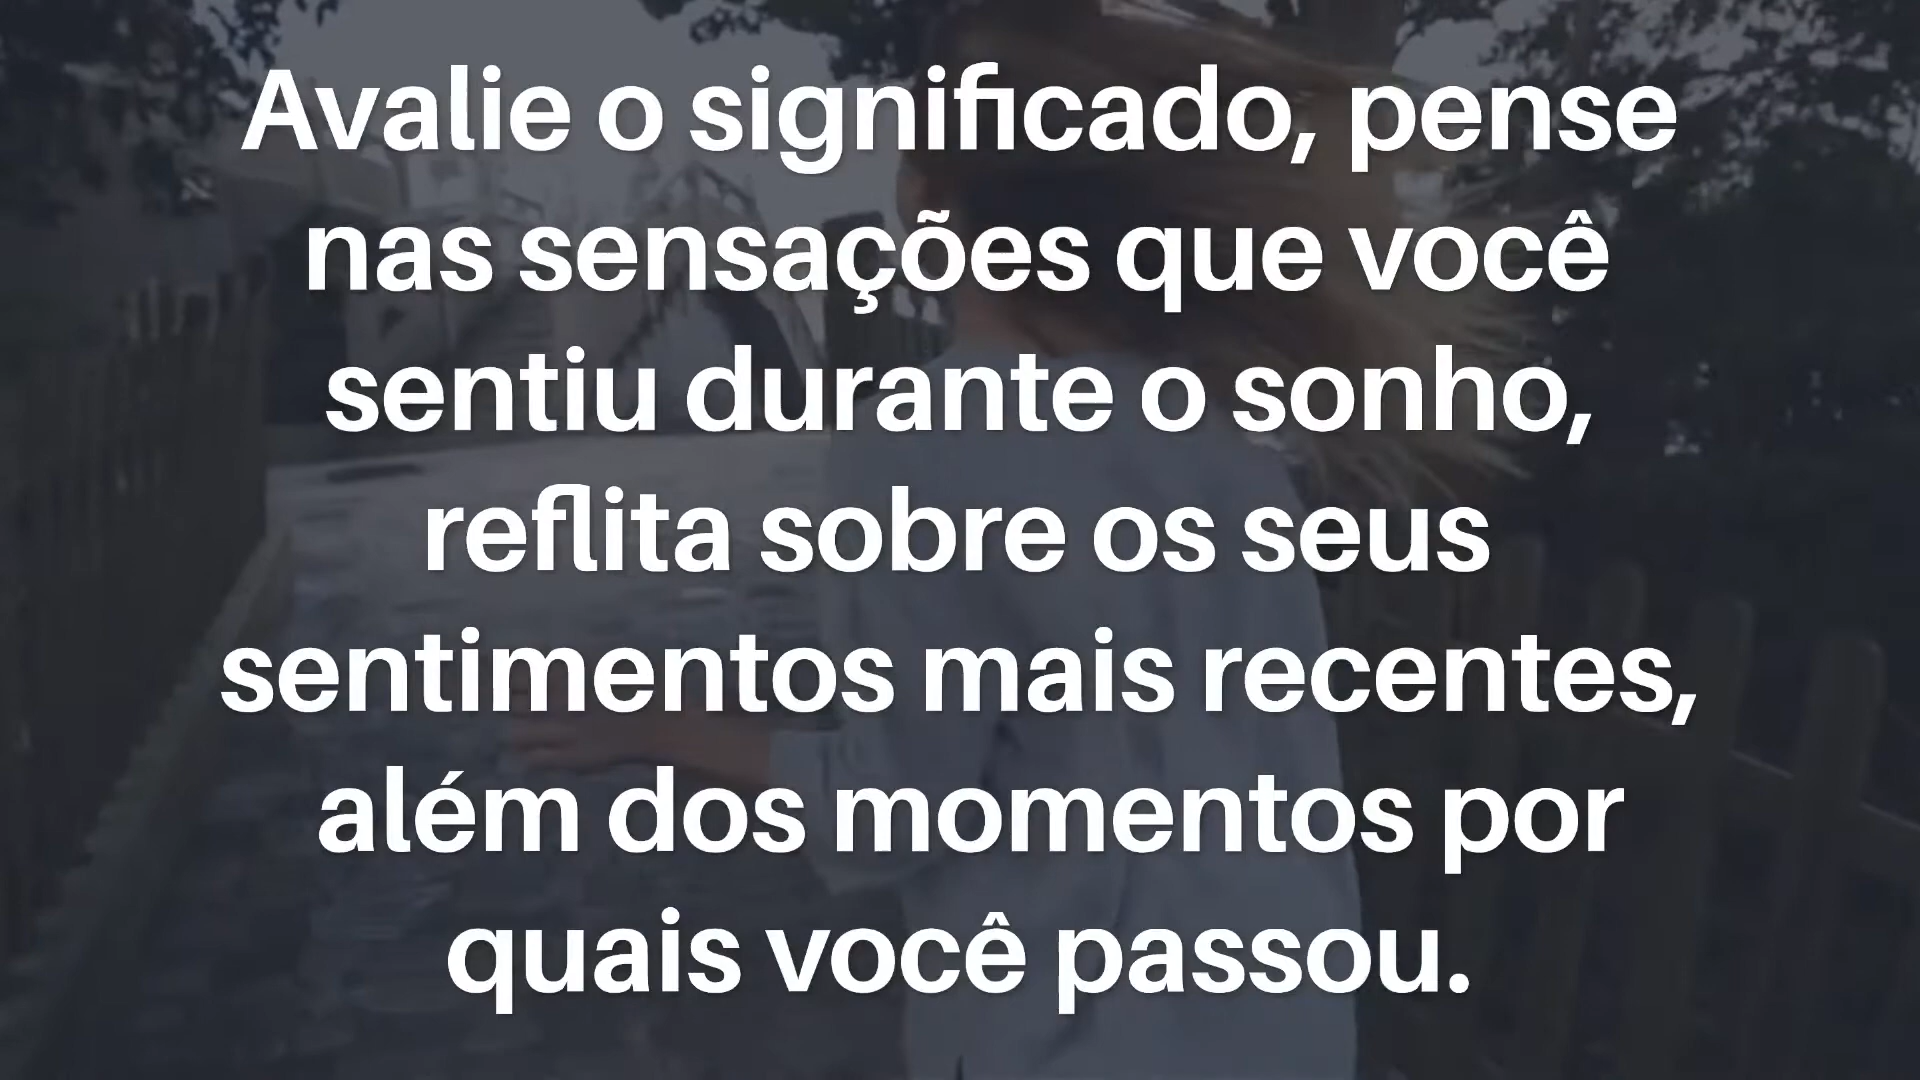 Avalie o significado, pense
nas sensações que você
sentiu durante o sonho,
reflita sobre os seus
sentimentos mais recentes,
além dos momentos por
quais você passou.